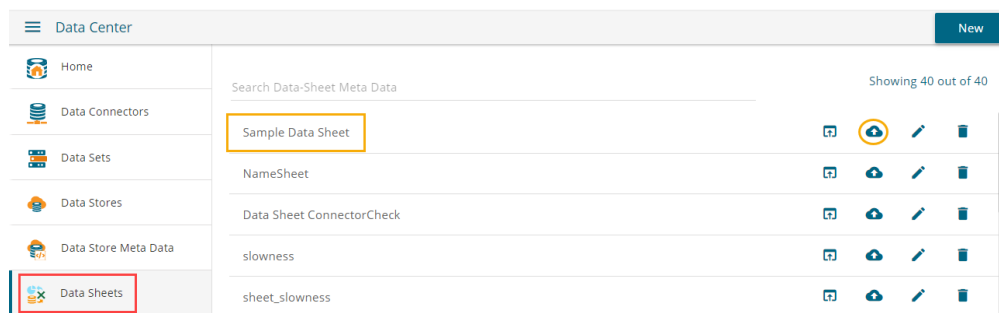 Data Center
New
Home
Data Connectors
Data Sets
Data Stores
Data Store Meta Data
Data Sheets
Search Data-Sheet Meta Data
Showing 40 out of 40
Sample Data Sheet
NameSheet
Data Sheet ConnectorCheck
slowness
sheet_slowness